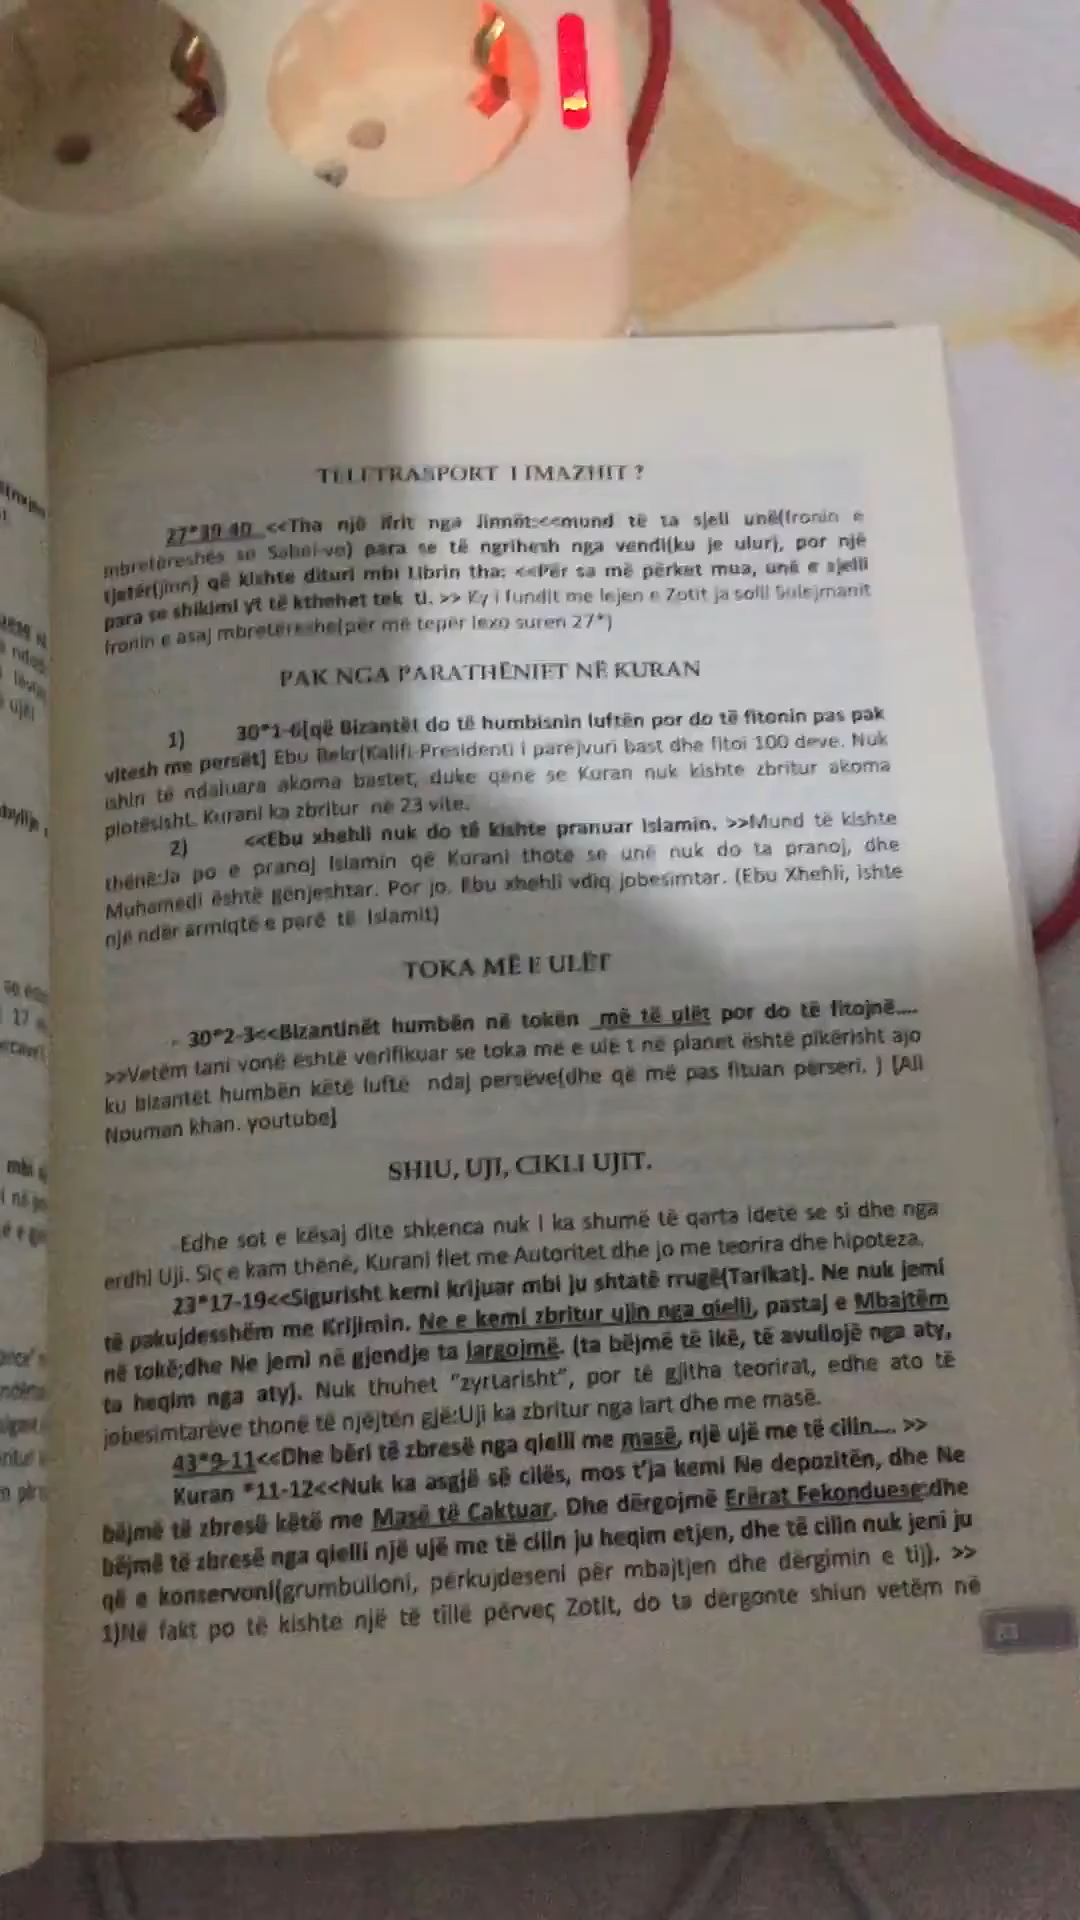 TELETRASPORT I IMAZHIT ?
27*39-40 <<Tha një ifrit nga Jinnët:<<mund të ta sjell unë(fronin e
mbretëreshës se Sabei-ve) para se të ngrihesh nga vendi(ku je ulur), por një
tjetër(jinn) që kishte dituri mbi Librin tha: <<Për sa më përket mua, unë e sjelli
para se shikimi yt të kthehet tek ti. >> Ky i fundit me lejen e Zotit ja solli Sulejmanit
fronin e asaj mbretëreshe(për më tepër lexo suren 27*)
PAK NGA PARATHËNIET NË KURAN
1) 30*1-6[që Bizantët do të humbisnin luftën por do të fitonin pas pak
vjtesh me persët] Ebu Bekr(Kalifi-Presidenti i parë)vuri bast dhe fitoi 100 deve. Nuk
ishin të ndaluara akoma bastet, duke qenë se Kuran nuk kishte zbritur akoma
plotësisht. Kurani ka zbritur në 23 vite.
2) <<Ebu xhehli nuk do të kishte pranuar Islamin. >>Mund të kishte
thënë:Ja po e pranoj Islamin që Kurani thotë se unë nuk do ta pranoj, dhe
Muhamedi është gënjeshtar. Por jo. Ebu xhehli vdiq jobesimtar. (Ebu Xhehli, ishte
një ndër armiqtë e parë të Islamit)
TOKA MË E ULËT
30*2-3<<Bizantinët humbën në tokën më të ulët por do të fitojnë....
>>Vetëm tani vonë është verifikuar se toka më e ulë t në planet është pikërisht ajo
ku bizantët humbën këtë luftë ndaj persëve(dhe që më pas fituan përseri. ) [Ali
Nouman khan. youtube]
SHIU, UJI, CIKLI UJIT.
Edhe sot e kësaj dite shkenca nuk i ka shumë të qarta idetë se si dhe nga
erdhi Uji. Siç e kam thënë, Kurani flet me Autoritet dhe jo me teorira dhe hipoteza.
23*17-19<<Sigurisht kemi krijuar mbi ju shtatë rrugë(Tarikat). Ne nuk jemi
të pakujdesshëm me Krijimin. Ne e kemi zbritur ujin nga qielli, pastaj e Mbajtëm
në tokë;dhe Ne jemi në gjendje ta largojmë. (ta bëjmë të ikë, të avullojë nga aty,
ta heqim nga aty). Nuk thuhet "zyrtarisht", por të gjitha teorirat, edhe ato të
jobesimtarëve thonë të njëjtën gjë:Uji ka zbritur nga lart dhe me masë.
43*9-11<<Dhe bëri të zbresë nga qielli me masë, një ujë me të cilin.... >>
Kuran *11-12<<Nuk ka asgjë së cilës, mos t'ja kemi Ne depozitën, dhe Ne
bëjmë të zbresë këtë me Masë të Caktuar. Dhe dërgojmë Erërat Fekonduese:dhe
bëjmë të zbresë nga qielli një ujë me të cilin ju heqim etjen, dhe të cilin nuk jeni ju
që e konservoni(grumbulloni, përkujdeseni për mbajtjen dhe dërgimin e tij). >>
1)Në fakt po të kishte një të tillë përveç Zotit, do ta dërgonte shiun vetëm në